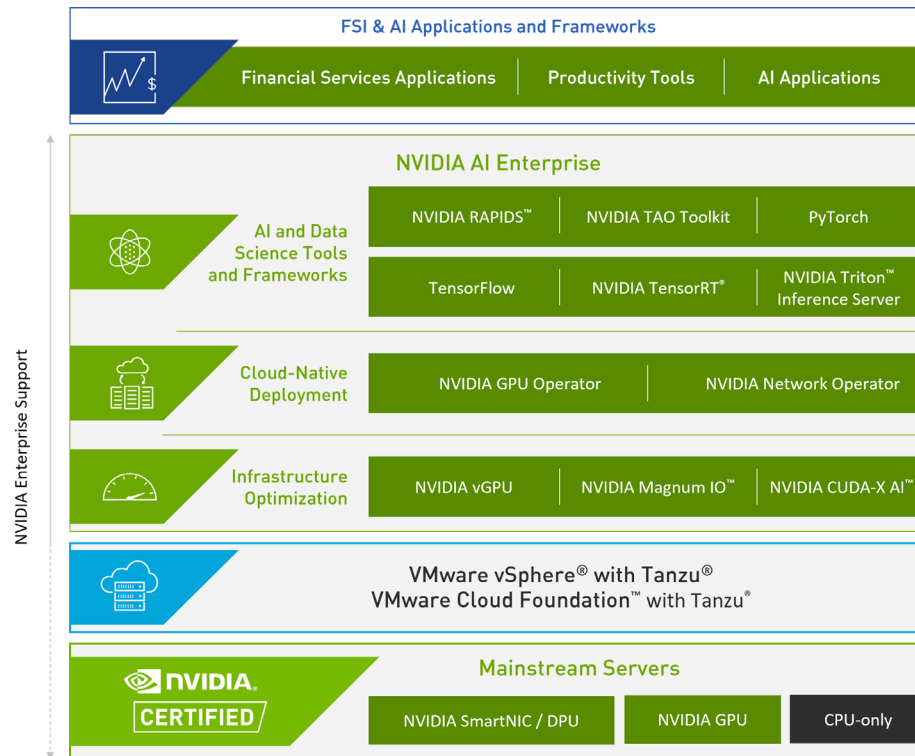 FSI & AI Applications and Frameworks
$
Financial Services Applications
Productivity Tools
AI Applications
NVIDIA Enterprise Support
NVIDIA AI Enterprise
AI and Data
Science Tools
and Frameworks
NVIDIA RAPIDS™
NVIDIA TAO Toolkit
PyTorch
TensorFlow
NVIDIA TensorRT®
NVIDIA Triton™
Inference Server
Cloud-Native
Deployment
NVIDIA GPU Operator
NVIDIA Network Operator
Infrastructure
Optimization
NVIDIA vGPU
NVIDIA Magnum IO™
NVIDIA CUDA-X AI™
VMware vSphere® with Tanzu®
VMware Cloud Foundation™ with Tanzu®
NVIDIA.
CERTIFIED
Mainstream Servers
NVIDIA SmartNIC / DPU
NVIDIA GPU
CPU-only